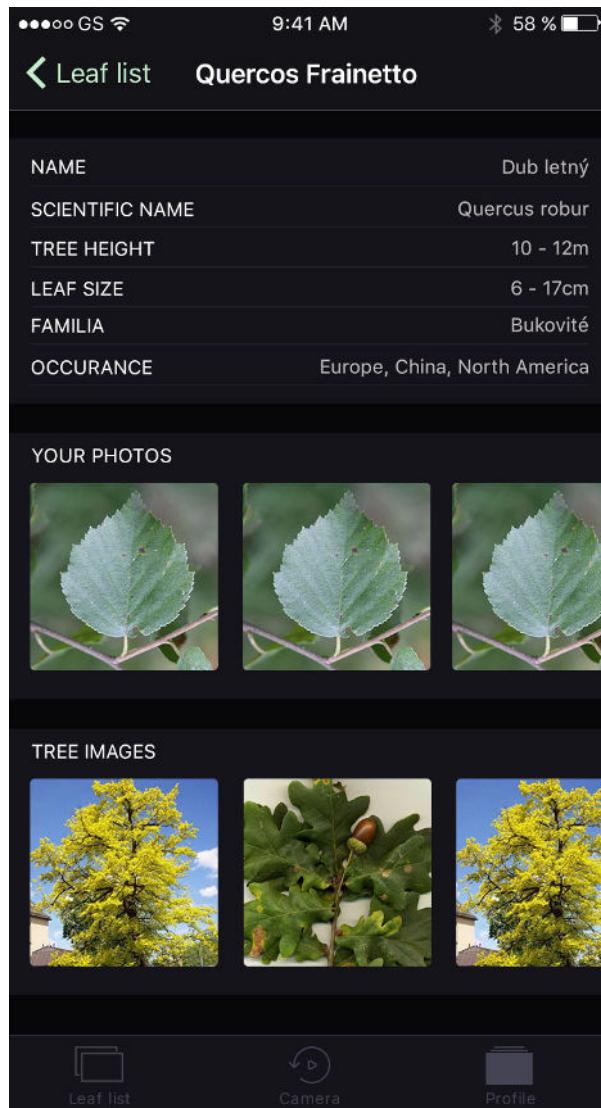 GS 9:41 AM 58 %
Leaf list Quercos Frainetto
NAME Dub letný
SCIENTIFIC NAME Quercus robur
TREE HEIGHT 10 - 12m
LEAF SIZE 6 - 17cm
FAMILIA Bukovité
OCCURANCE Europe, China, North America
YOUR PHOTOS
TREE IMAGES
Leaf list Camera Profile